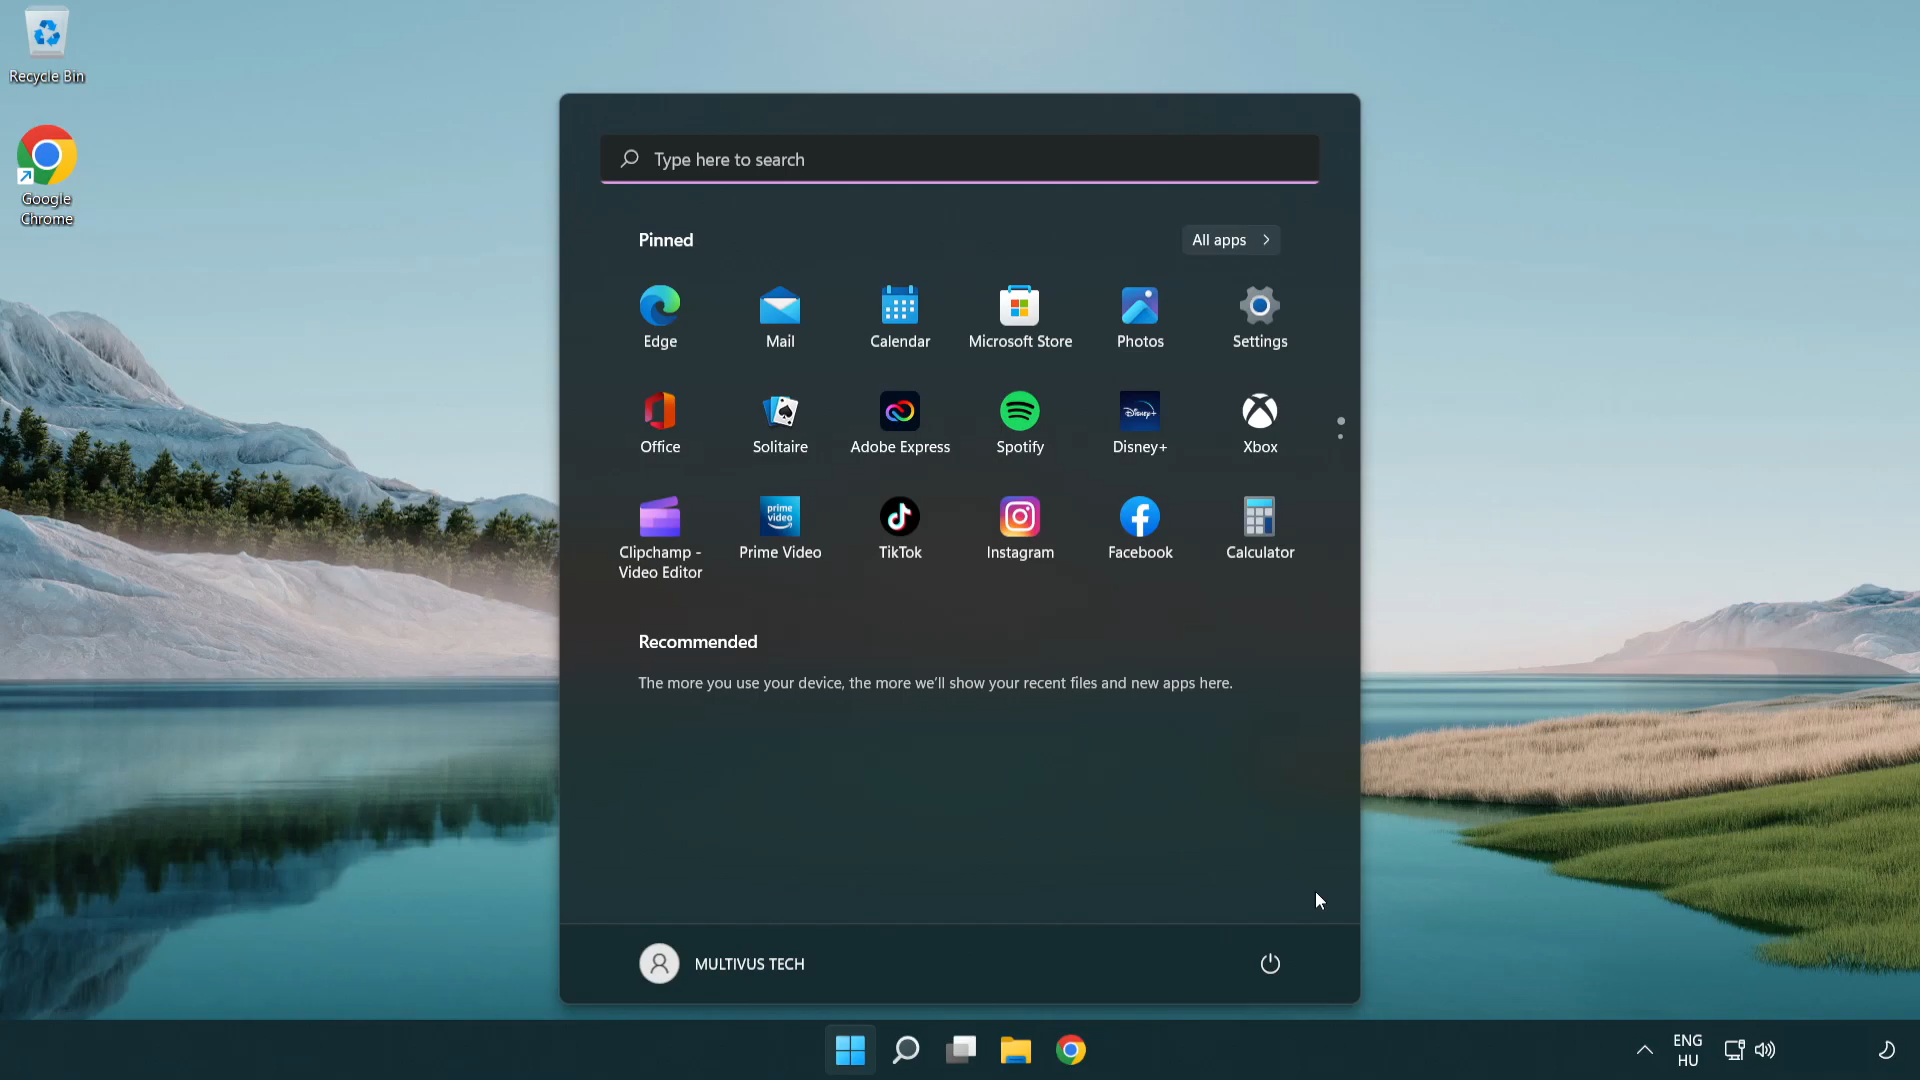 Recycle Bin
Google
Chrome
Type here to search
Pinned
All apps
Edge
Mail
Calendar
Microsoft Store
Photos
Settings
Office
Solitaire
Adobe Express
Disney+
Spotify
Disney+
Xbox
prime
video
Clipchamp -
Video Editor
Prime Video
TikTok
Instagram
Facebook
Calculator
Recommended
The more you use your device, the more we'll show your recent files and new apps here.
MULTIVUS TECH
ENG
HU